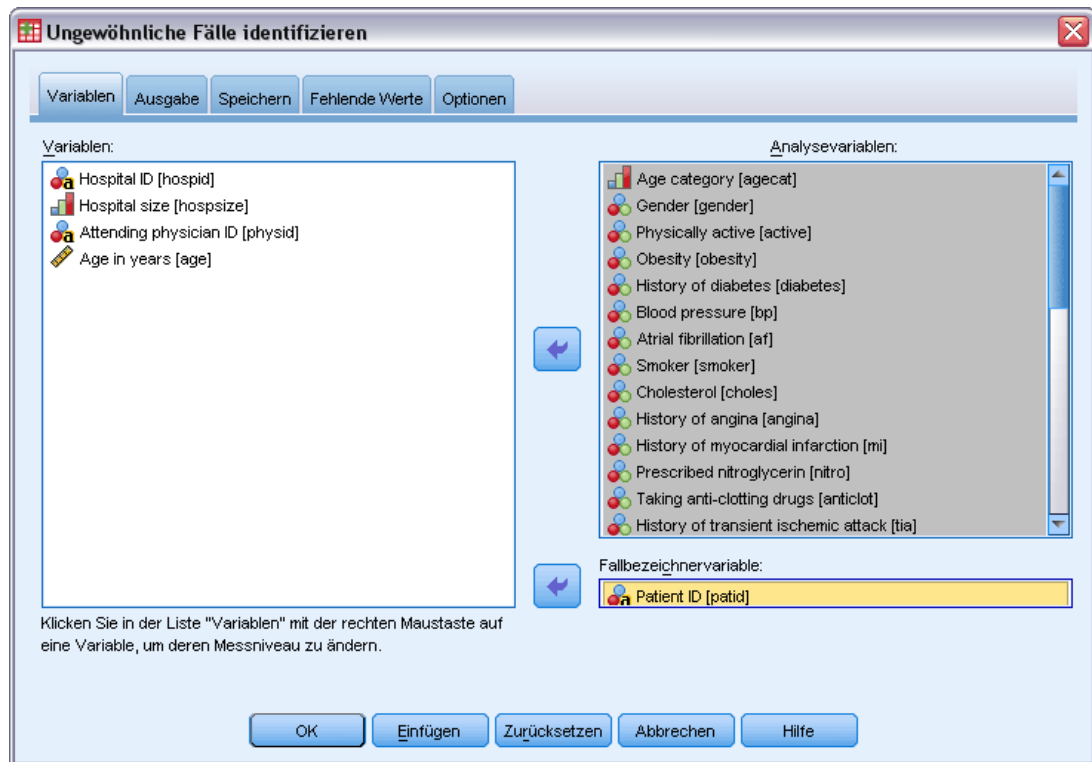 Ungewöhnliche Fälle identifizieren
Variablen
Ausgabe
Speichern
Fehlende Werte
Optionen
Variablen:
Hospital ID [hospid]
Hospital size [hospsize]
Attending physician ID [physid]
Age in years [age]
Klicken Sie in der Liste "Variablen" mit der rechten Maustaste auf
eine Variable, um deren Messniveau zu ändern.
Analysevariablen:
Age category [agecat]
Gender [gender]
Physically active [active]
Obesity [obesity]
History of diabetes [diabetes]
Blood pressure [bp]
Atrial fibrillation [af]
Smoker [smoker]
Cholesterol [choles]
History of angina [angina]
History of myocardial infarction [mi]
Prescribed nitroglycerin [nitro]
Taking anti-clotting drugs [anticlot]
History of transient ischemic attack [tia]
Fallbezeichnervariable:
Patient ID [patid]
OK
Einfügen
Zurücksetzen
Abbrechen
Hilfe